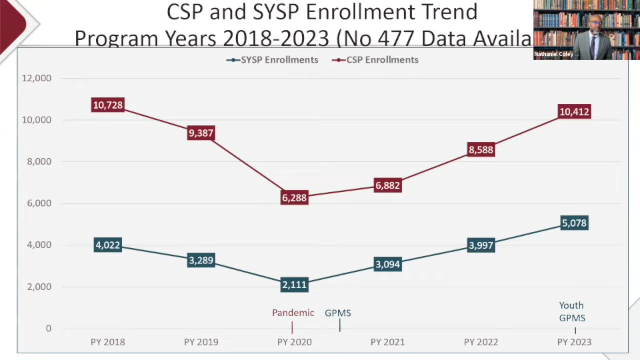 CSP and SYSP Enrollment Trend
Program Years 2018-2023 (No 477 Data Availa
Nathaniel Coley
SYSP Enrollments CSP Enrollments
12,000
10,000
8,000
6,000
4,000
2,000
0
10,728
9,387
6,288
6,882
8,588
10,412
4,022
3,289
2,111
3,094
3,997
5,078
Pandemic GPMS
Youth
GPMS
PY 2018 PY 2019 PY 2020 PY 2021 PY 2022 PY 2023